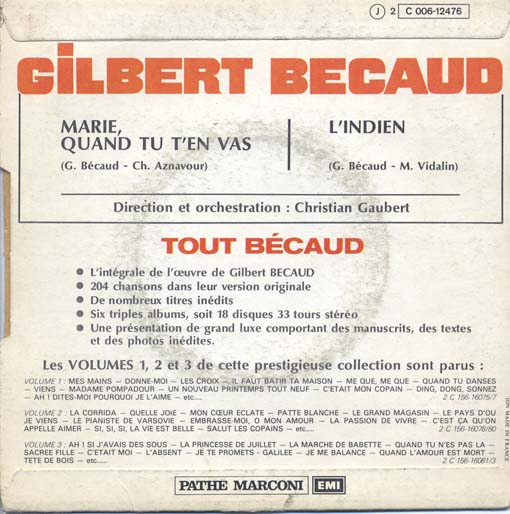 J 2 C 006-12476
GILBERT BECAUD
MARIE,
QUAND TU T'EN VAS
(G. Bécaud - Ch. Aznavour)
L'INDIEN
(G. Bécaud - M. Vidalin)
Direction et orchestration : Christian Gaubert
TOUT BÉCAUD
● L'intégrale de l'œuvre de Gilbert BECAUD
● 204 chansons dans leur version originale
● De nombreux titres inédits
● Six triples albums, soit 18 disques 33 tours stéréo
● Une présentation de grand luxe comportant des manuscrits, des textes
et des photos inédites.
Les VOLUMES 1, 2 et 3 de cette prestigieuse collection sont parus :
VOLUME 1 : MES MAINS — DONNE-MOI — LES CROIX — IL FAUT BATIR TA MAISON — ME QUE, ME QUE — QUAND TU DANSES
— VIENS — MADAME POMPADOUR — UN NOUVEAU PRINTEMPS TOUT NEUF — C'ETAIT MON COPAIN — DING, DONG, SONNEZ
— AH ! DITES-MOI POURQUOI JE L'AIME — etc.... 2 C 156-16075/7
VOLUME 2 : LA CORRIDA — QUELLE JOIE — MON CŒUR ECLATE — PATTE BLANCHE — LE GRAND MÁGASIN — LE PAYS D'OU
JE VIENS — LE PIANISTE DE VARSOVIE — EMBRASSE-MOI, O MON AMOUR — LA PASSION DE VIVRE — C'EST ÇA QU'ON
APPELLE AIMER — SI, SI, SI, LA VIE EST BELLE — SALUT LES COPAINS — etc..... 2 C 156-16078/80
VOLUME 3 : AH ! SI J'AVAIS DES SOUS — LA PRINCESSE DE JUILLET — LA MARCHE DE BABETTE — QUAND TU N'ES PAS LA —
SACREE FILLE — C'ETAIT MOI — L'ABSENT — JE TE PROMETS - GALILEE — JE ME BALANCE — QUAND L'AMOUR EST MORT —
TETE DE BOIS — etc..... 2 C 156-16081/3
PATHE MARCONI EMI
MADE IN FRANCE